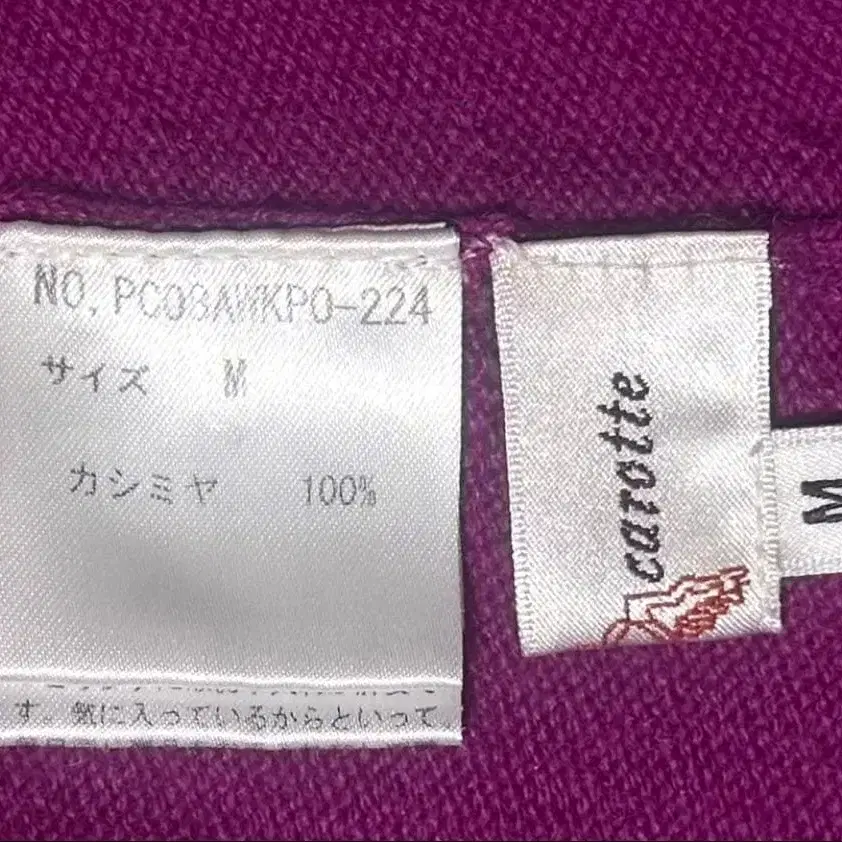 NO.PC08AWKPO-224
サイズ M
カシミヤ 100%
す。気に入っているからといって
carotte
M